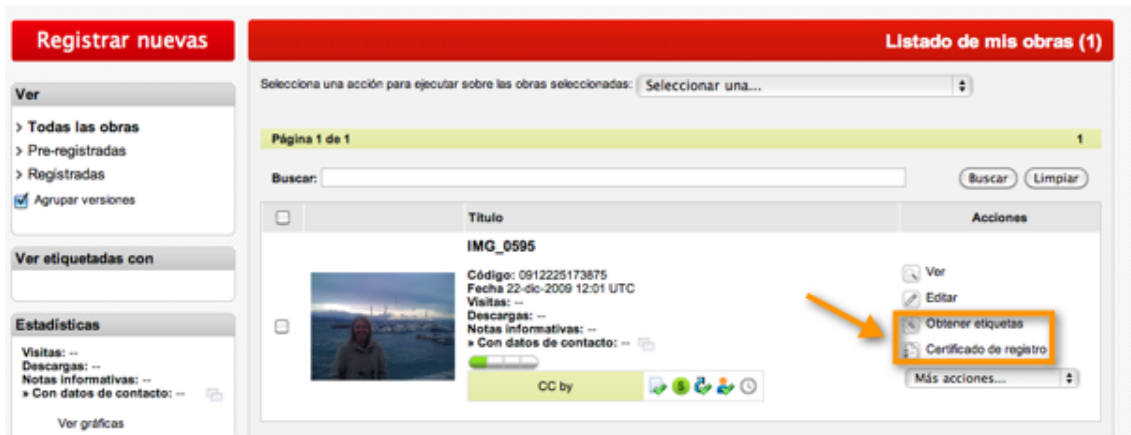 Registrar nuevas
Ver
> Todas las obras
> Pre-registradas
> Registradas
Agrupar versiones
Ver etiquetadas con
Estadísticas
Visitas: --
Descargas: --
Notas informativas: --
» Con datos de contacto: --
Ver gráficas
Listado de mis obras (1)
Selecciona una acción para ejecutar sobre las obras seleccionadas: Seleccionar una...
Página 1 de 1 1
Buscar: Buscar Limpiar
Título Acciones
IMG_0595
Código: 0912225173875
Fecha 22-dic-2009 12:01 UTC
Visitas: --
Descargas: --
Notas informativas: --
» Con datos de contacto: --
CC by
Ver
Editar
Obtener etiquetas
Certificado de registro
Más acciones...